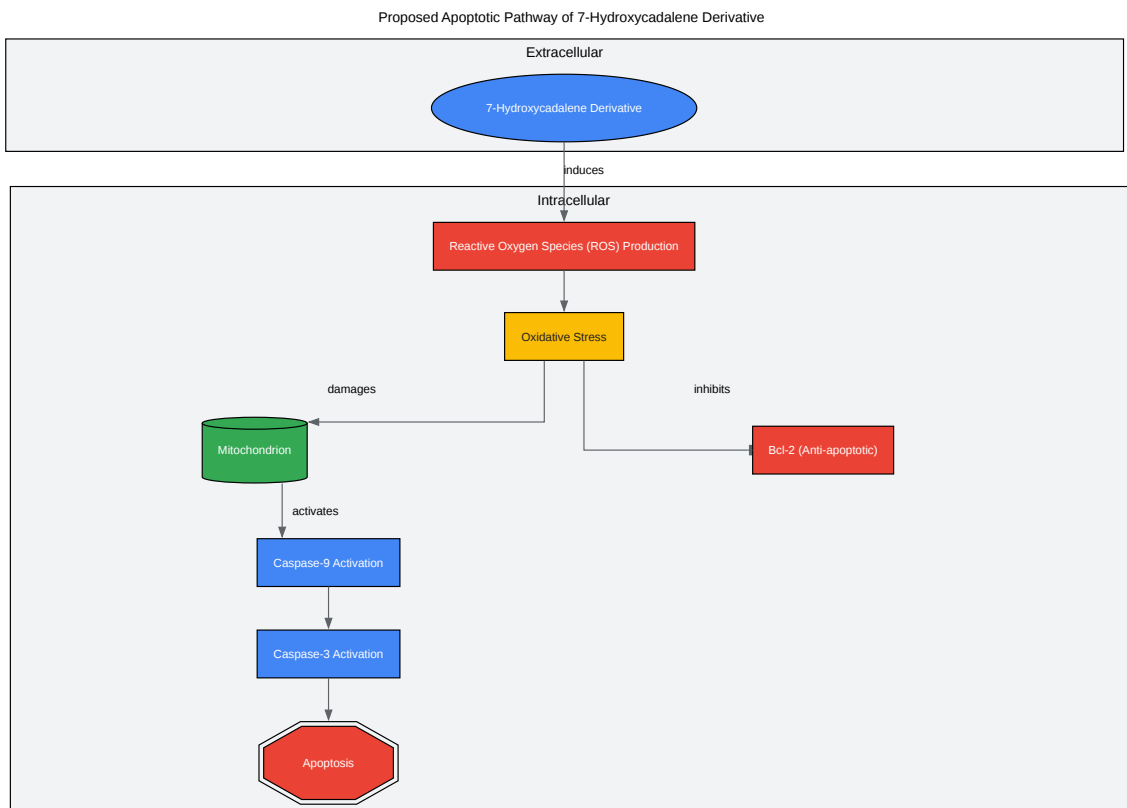 Proposed Apoptotic Pathway of 7-Hydroxycadalene Derivative
Extracellular
7-Hydroxycadalene Derivative
induces
Intracellular
Reactive Oxygen Species (ROS) Production
Oxidative Stress
damages
inhibits
Mitochondrion
Bcl-2 (Anti-apoptotic)
activates
Caspase-9 Activation
Caspase-3 Activation
Apoptosis